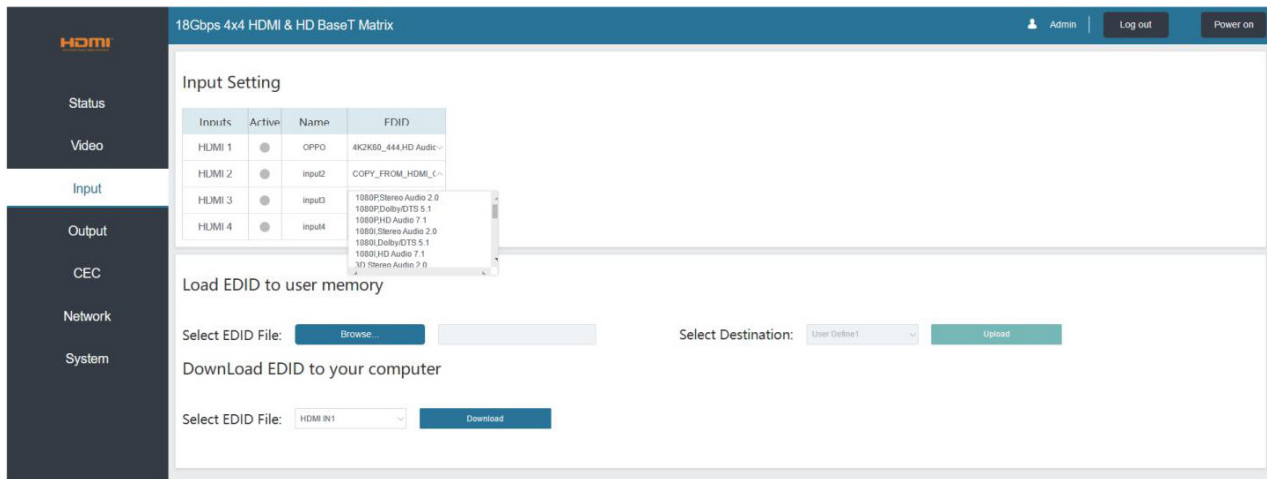 HDMI
18Gbps 4x4 HDMI & HD BaseT Matrix
Admin
Log out
Power on
Status
Video
Input
Output
CEC
Network
System
Input Setting
Inputs Active Name EDID
HDMI 1 OPPO 4K2K60_444,HD Audic
HDMI 2 input2 COPY_FROM_HDMI_
HDMI 3 input3
HDMI 4 input4
1080P,Stereo Audio 2.0
1080P,Dolby/DTS 5.1
1080P,HD Audio 7.1
1080I,Stereo Audio 2.0
1080I,Dolby/DTS 5.1
1080I,HD Audio 7.1
3D,Stereo Audio 2.0
Load EDID to user memory
Select EDID File: Browse... Select Destination: User Define1 Upload
DownLoad EDID to your computer
Select EDID File: HDMI IN1 Download